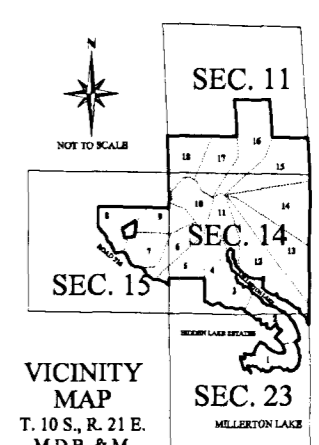 N
SEC. 11
NOT TO SCALE
16
18
17
15
8
9
10
14
11
7
6
SEC. 14
13
12
5
4
SEC. 15
3
2
HIDDEN LAKE ESTATES
1
VICINITY
MAP
SEC. 23
T. 10 S., R. 21 E.
MILLERTON LAKE
M.D.B. & M.